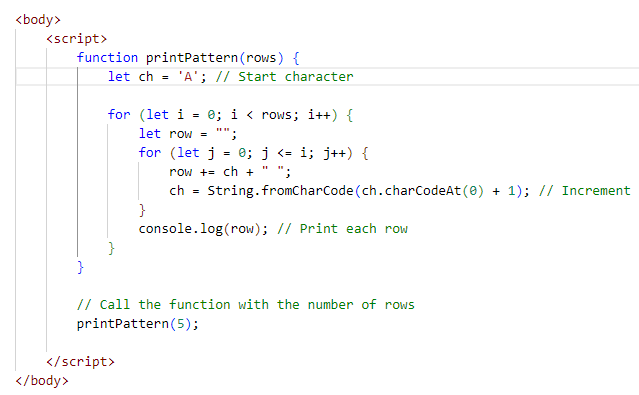 <body>
<script>
function printPattern(rows) {
let ch = 'A'; // Start character
for (let i = 0; i < rows; i++) {
let row = "";
for (let j = 0; j <= i; j++) {
row += ch + " ";
ch = String.fromCharCode(ch.charCodeAt(0) + 1); // Increment
}
console.log(row); // Print each row
}
}
// Call the function with the number of rows
printPattern(5);
</script>
</body>